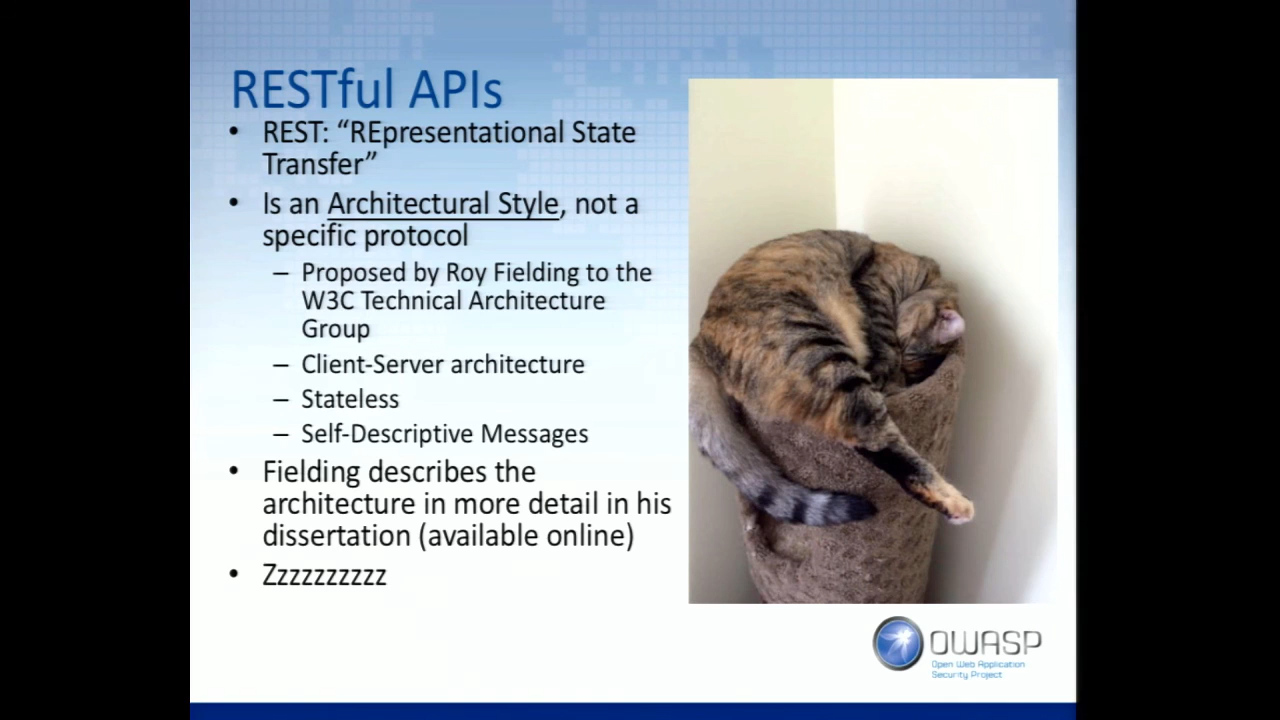 RESTful APIs
• REST: “REpresentational State
Transfer”
• Is an Architectural Style, not a
specific protocol
– Proposed by Roy Fielding to the
W3C Technical Architecture
Group
– Client-Server architecture
– Stateless
– Self-Descriptive Messages
• Fielding describes the
architecture in more detail in his
dissertation (available online)
• Zzzzzzzzzz
OWASP
Open Web Application
Security Project